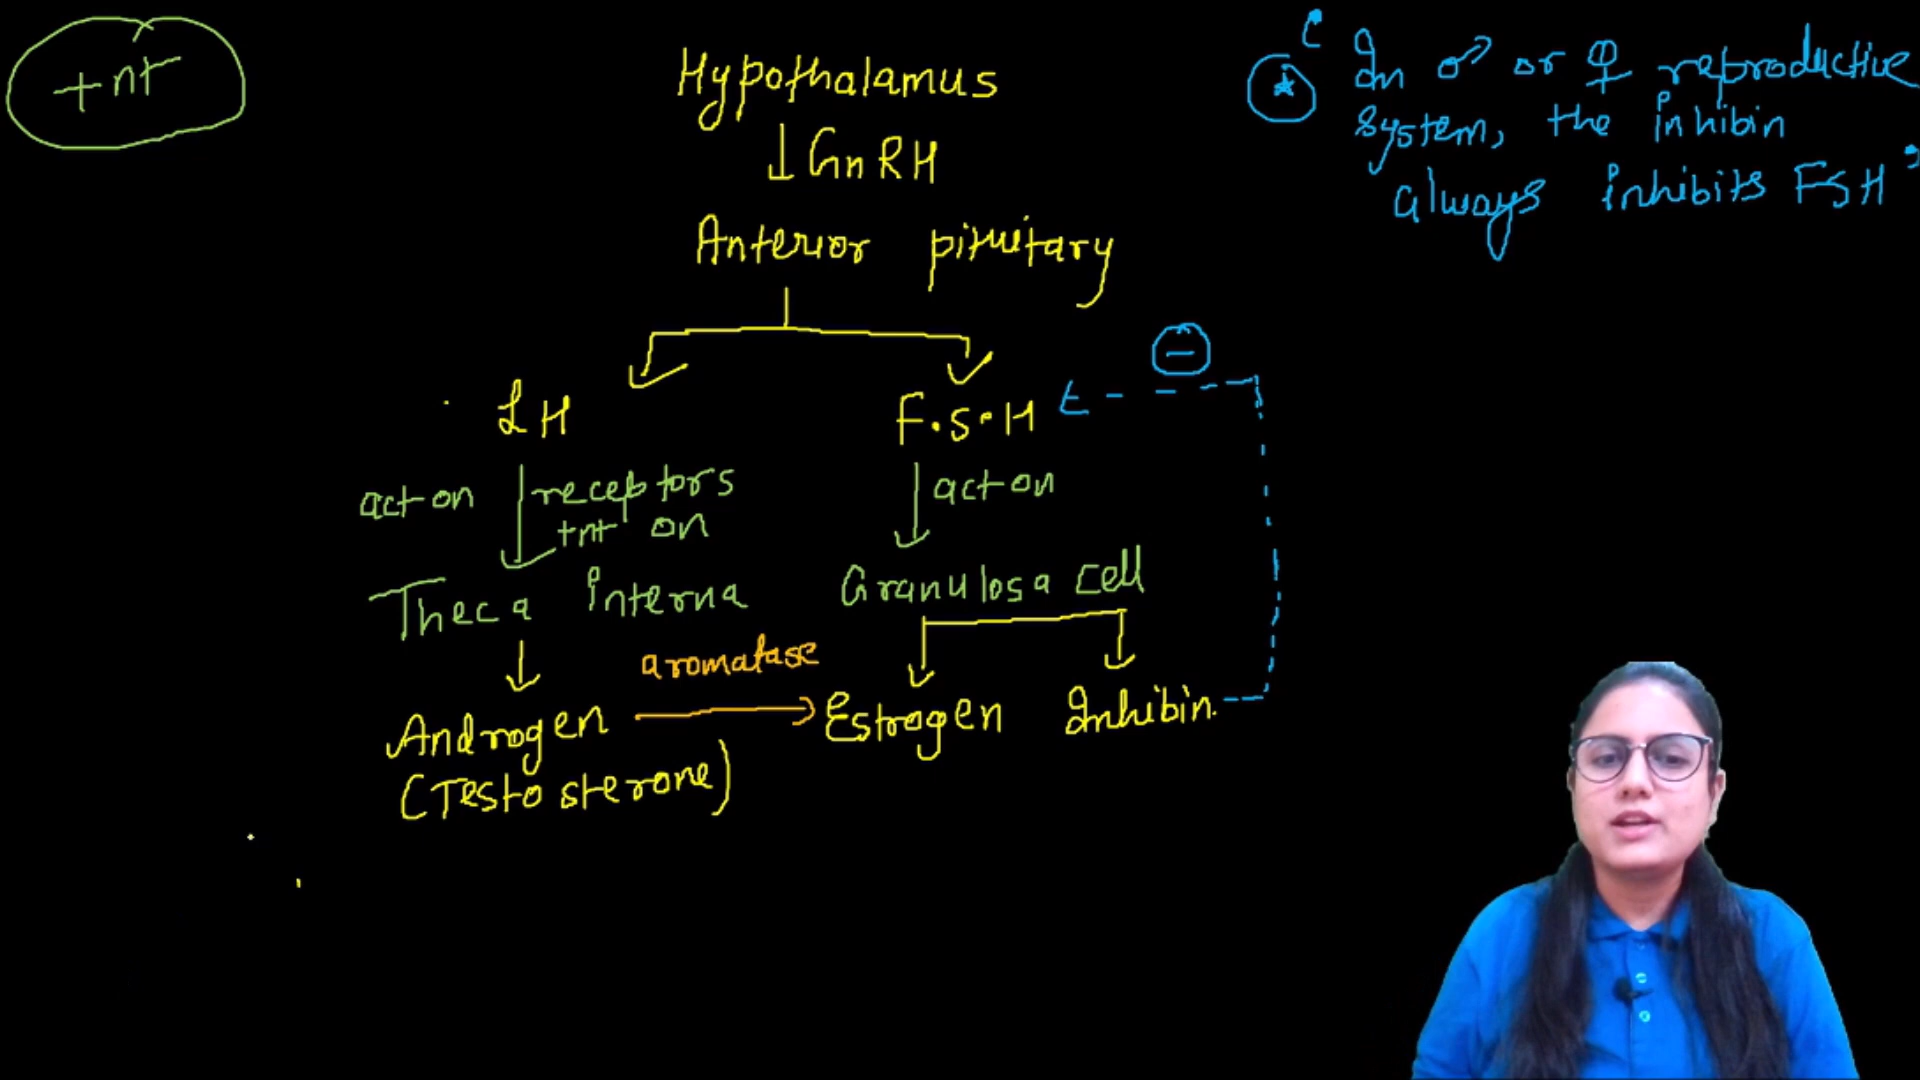 +nt
Hypothalamus
↓ GnRH
Anterior pituitary
LH
F.S.H
act on
receptors
+nt on
act on
Theca interna
Granulosa cell
aromatase
Androgen
Estrogen
Inhibin
(Testosterone)
In ♂ or ♀ reproductive
system, the inhibin
always inhibits FSH